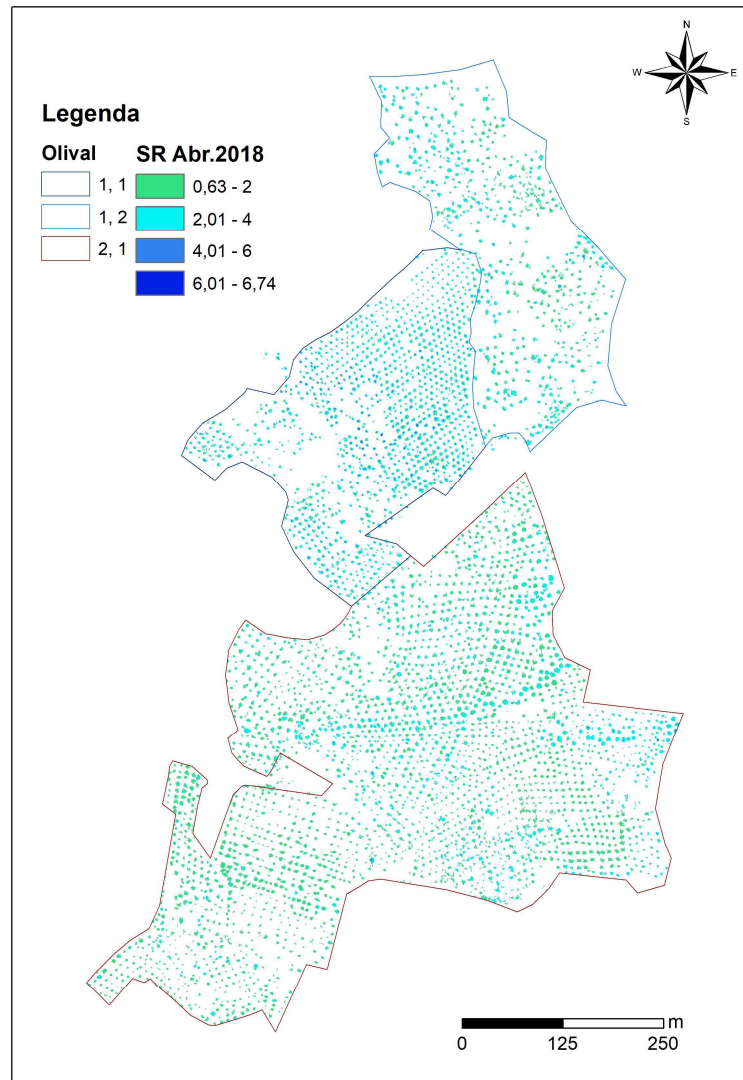 N
W E
S
Legenda
Olival SR Abr.2018
1, 1 0,63 - 2
1, 2 2,01 - 4
2, 1 4,01 - 6
6,01 - 6,74
m
0 125 250